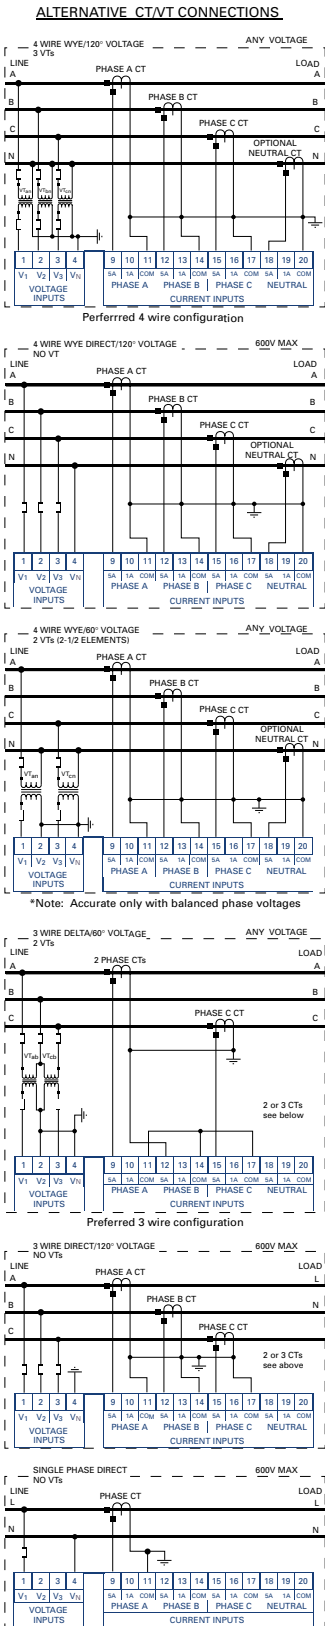 ALTERNATIVE CT/VT CONNECTIONS
4 WIRE WYE/120° VOLTAGE
3 VTs
ANY VOLTAGE
LINE
LOAD
A
PHASE A CT
A
B
PHASE B CT
B
C
PHASE C CT
C
OPTIONAL
NEUTRAL CT
N
N
VTan VTbn VTcn
1 2 3 4 9 10 11 12 13 14 15 16 17 18 19 20
V1 V2 V3 VN 5A 1A COM 5A 1A COM 5A 1A COM 5A 1A COM
VOLTAGE
INPUTS
PHASE A PHASE B PHASE C NEUTRAL
CURRENT INPUTS
Perferrred 4 wire configuration
4 WIRE WYE DIRECT/120° VOLTAGE
NO VT
600V MAX
LINE
LOAD
A
PHASE A CT
A
B
PHASE B CT
B
C
PHASE C CT
C
OPTIONAL
NEUTRAL CT
N
N
1 2 3 4 9 10 11 12 13 14 15 16 17 18 19 20
V1 V2 V3 VN 5A 1A COM 5A 1A COM 5A 1A COM 5A 1A COM
VOLTAGE
INPUTS
PHASE A PHASE B PHASE C NEUTRAL
CURRENT INPUTS
4 WIRE WYE/60° VOLTAGE
2 VTs (2-1/2 ELEMENTS)
ANY VOLTAGE
LINE
LOAD
A
PHASE A CT
A
B
PHASE B CT
B
C
PHASE C CT
C
OPTIONAL
NEUTRAL CT
N
N
VTan VTcn
1 2 3 4 9 10 11 12 13 14 15 16 17 18 19 20
V1 V2 V3 VN 5A 1A COM 5A 1A COM 5A 1A COM 5A 1A COM
VOLTAGE
INPUTS
PHASE A PHASE B PHASE C NEUTRAL
CURRENT INPUTS
*Note: Accurate only with balanced phase voltages
3 WIRE DELTA/60° VOLTAGE
2 VTs
ANY VOLTAGE
LINE
LOAD
A
2 PHASE CTs
A
B
B
C
PHASE C CT
C
VTab VTcb
2 or 3 CTs
see below
1 2 3 4 9 10 11 12 13 14 15 16 17 18 19 20
V1 V2 V3 VN 5A 1A COM 5A 1A COM 5A 1A COM 5A 1A COM
VOLTAGE
INPUTS
PHASE A PHASE B PHASE C NEUTRAL
CURRENT INPUTS
Preferred 3 wire configuration
3 WIRE DIRECT/120° VOLTAGE
NO VTs
600V MAX
LINE
LOAD
A
PHASE A CT
L
B
PHASE B CT
N
C
PHASE C CT
2 or 3 CTs
see above
1 2 3 4 9 10 11 12 13 14 15 16 17 18 19 20
V1 V2 V3 VN 5A 1A COM 5A 1A COM 5A 1A COM 5A 1A COM
VOLTAGE
INPUTS
PHASE A PHASE B PHASE C NEUTRAL
CURRENT INPUTS
SINGLE PHASE DIRECT
NO VTs
600V MAX
LINE
LOAD
L
PHASE CT
L
N
N
1 2 3 4 9 10 11 12 13 14 15 16 17 18 19 20
V1 V2 V3 VN 5A 1A COM 5A 1A COM 5A 1A COM 5A 1A COM
VOLTAGE
INPUTS
PHASE A PHASE B PHASE C NEUTRAL
CURRENT INPUTS